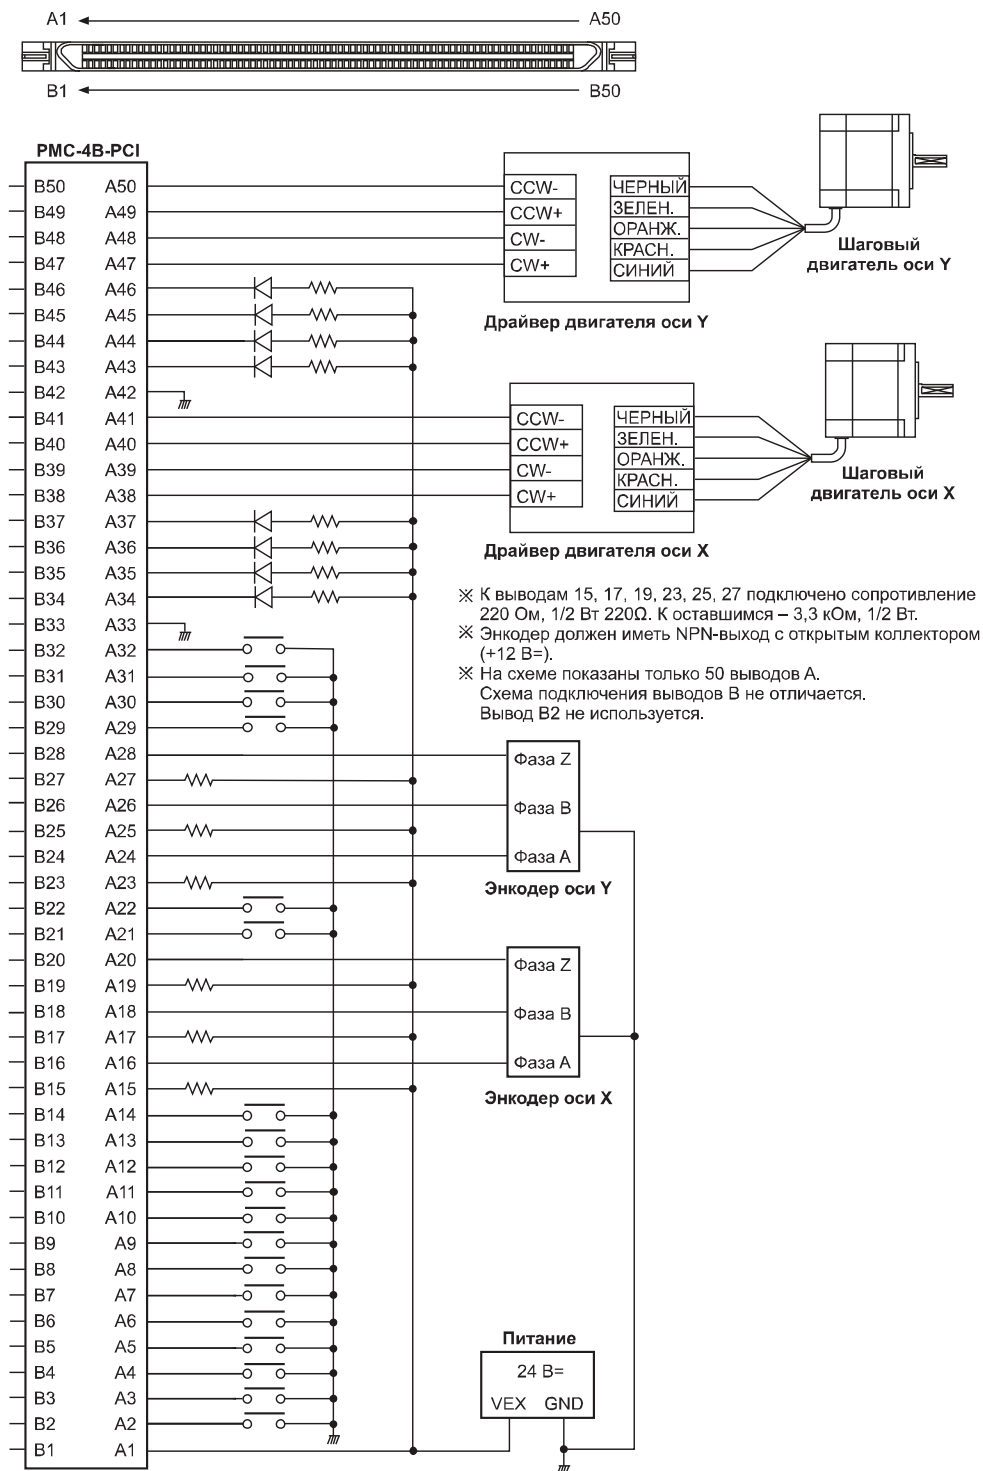 A1 A50
B1 B50
PMC-4B-PCI
B50 A50
B49 A49
B48 A48
B47 A47
B46 A46
B45 A45
B44 A44
B43 A43
B42 A42
B41 A41
B40 A40
B39 A39
B38 A38
B37 A37
B36 A36
B35 A35
B34 A34
B33 A33
B32 A32
B31 A31
B30 A30
B29 A29
B28 A28
B27 A27
B26 A26
B25 A25
B24 A24
B23 A23
B22 A22
B21 A21
B20 A20
B19 A19
B18 A18
B17 A17
B16 A16
B15 A15
B14 A14
B13 A13
B12 A12
B11 A11
B10 A10
B9 A9
B8 A8
B7 A7
B6 A6
B5 A5
B4 A4
B3 A3
B2 A2
B1 A1
CCW-
CCW+
CW-
CW+
ЧЕРНЫЙ
ЗЕЛЕН.
ОРАНЖ.
КРАСН.
СИНИЙ
Драйвер двигателя оси Y
Шаговый
двигатель оси Y
CCW-
CCW+
CW-
CW+
ЧЕРНЫЙ
ЗЕЛЕН.
ОРАНЖ.
КРАСН.
СИНИЙ
Драйвер двигателя оси X
Шаговый
двигатель оси X
※ К выводам 15, 17, 19, 23, 25, 27 подключено сопротивление
220 Ом, 1/2 Вт 220Ω. К оставшимся – 3,3 кОм, 1/2 Вт.
※ Энкодер должен иметь NPN-выход с открытым коллектором
(+12 В=).
※ На схеме показаны только 50 выводов А.
Схема подключения выводов В не отличается.
Вывод В2 не используется.
Фаза Z
Фаза B
Фаза A
Энкодер оси Y
Фаза Z
Фаза B
Фаза A
Энкодер оси X
Питание
24 В=
VEX GND